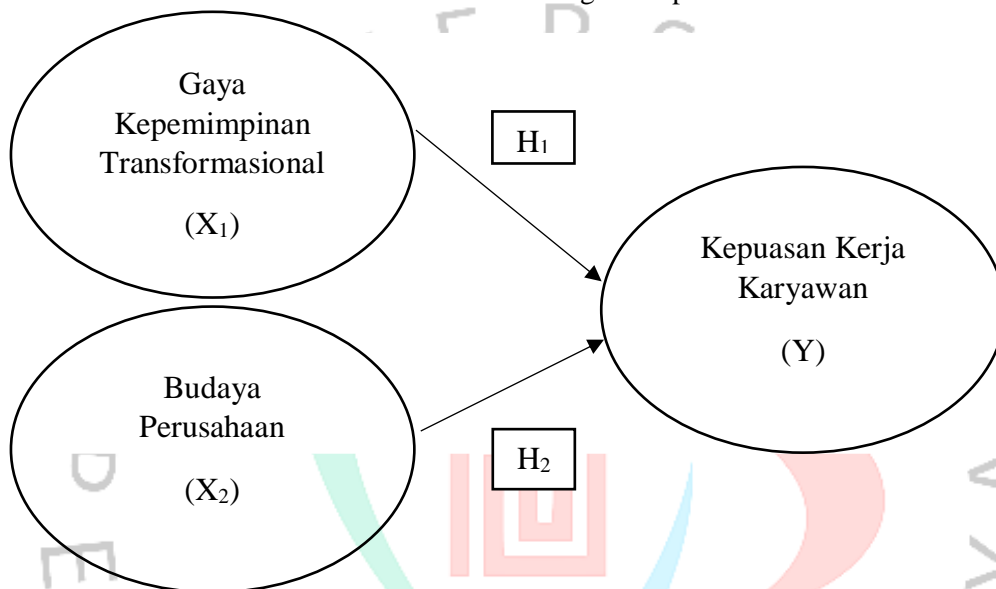 Gaya
Kepemimpinan
Transformasional
(X₁)
H₁
Kepuasan Kerja
Karyawan
(Y)
Budaya
Perusahaan
(X₂)
H₂